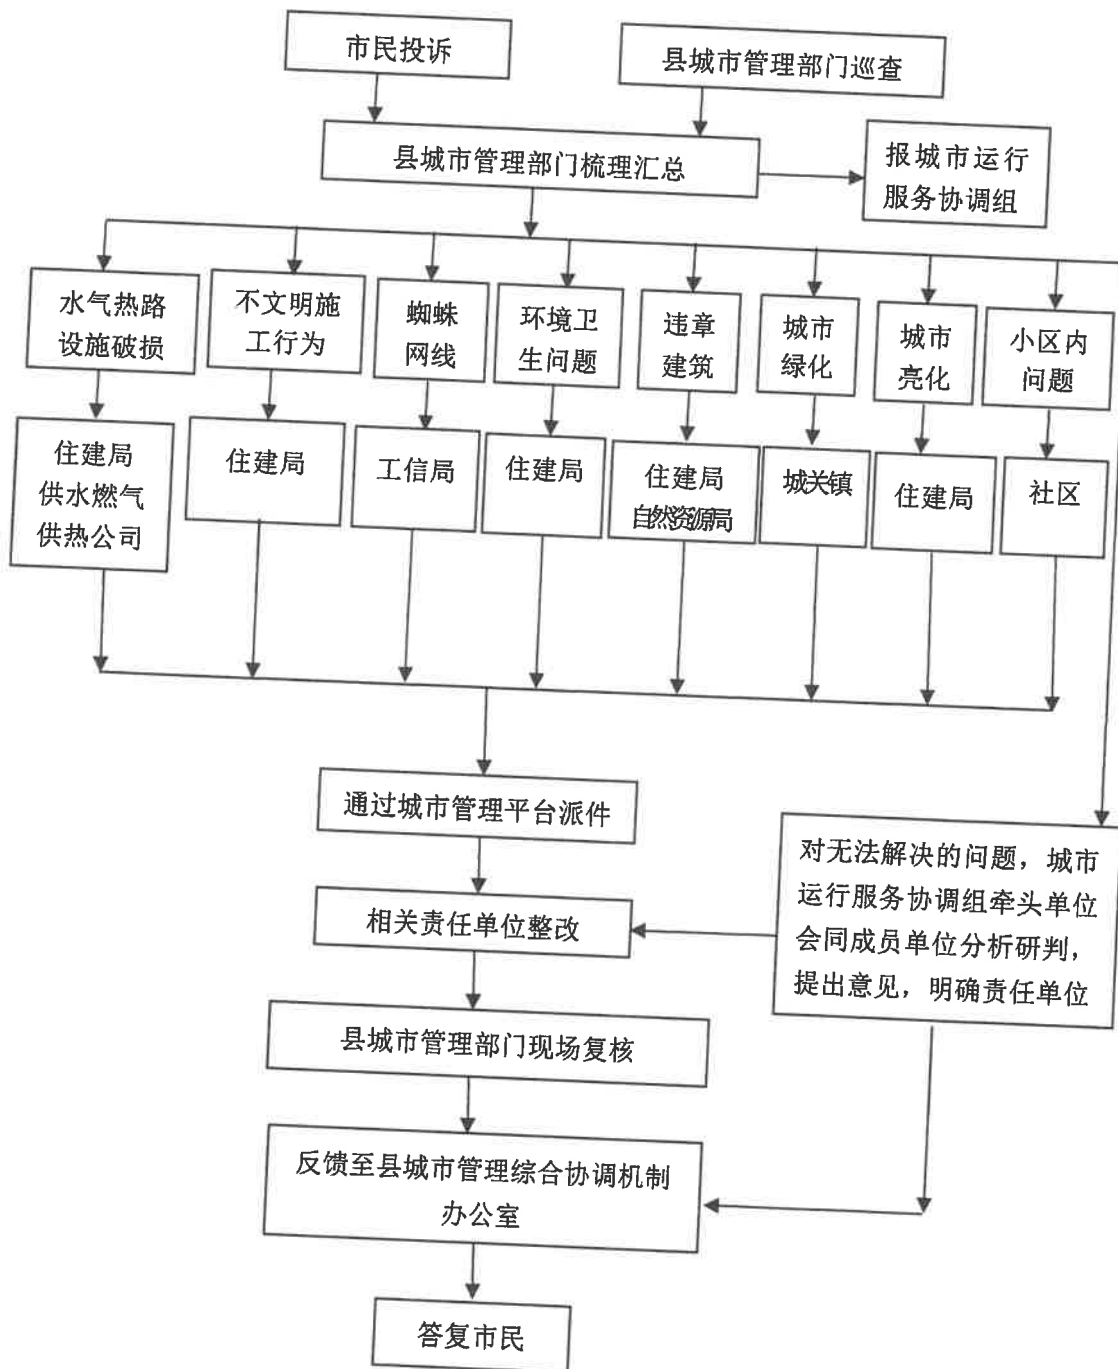 市民投诉
县城市管理部门巡查
县城市管理部门梳理汇总
报城市运行
服务协调组
水气热路
设施破损
不文明施
工行为
蜘蛛
网线
环境卫
生问题
违章
建筑
城市
绿化
城市
亮化
小区内
问题
住建局
供水燃气
供热公司
住建局
工信局
住建局
住建局
自然资源局
城关镇
住建局
社区
通过城市管理平台派件
对无法解决的问题，城市
运行服务协调组牵头单位
会同成员单位分析研判，
提出意见，明确责任单位
相关责任单位整改
县城市管理部门现场复核
反馈至县城市管理综合协调机制
办公室
答复市民